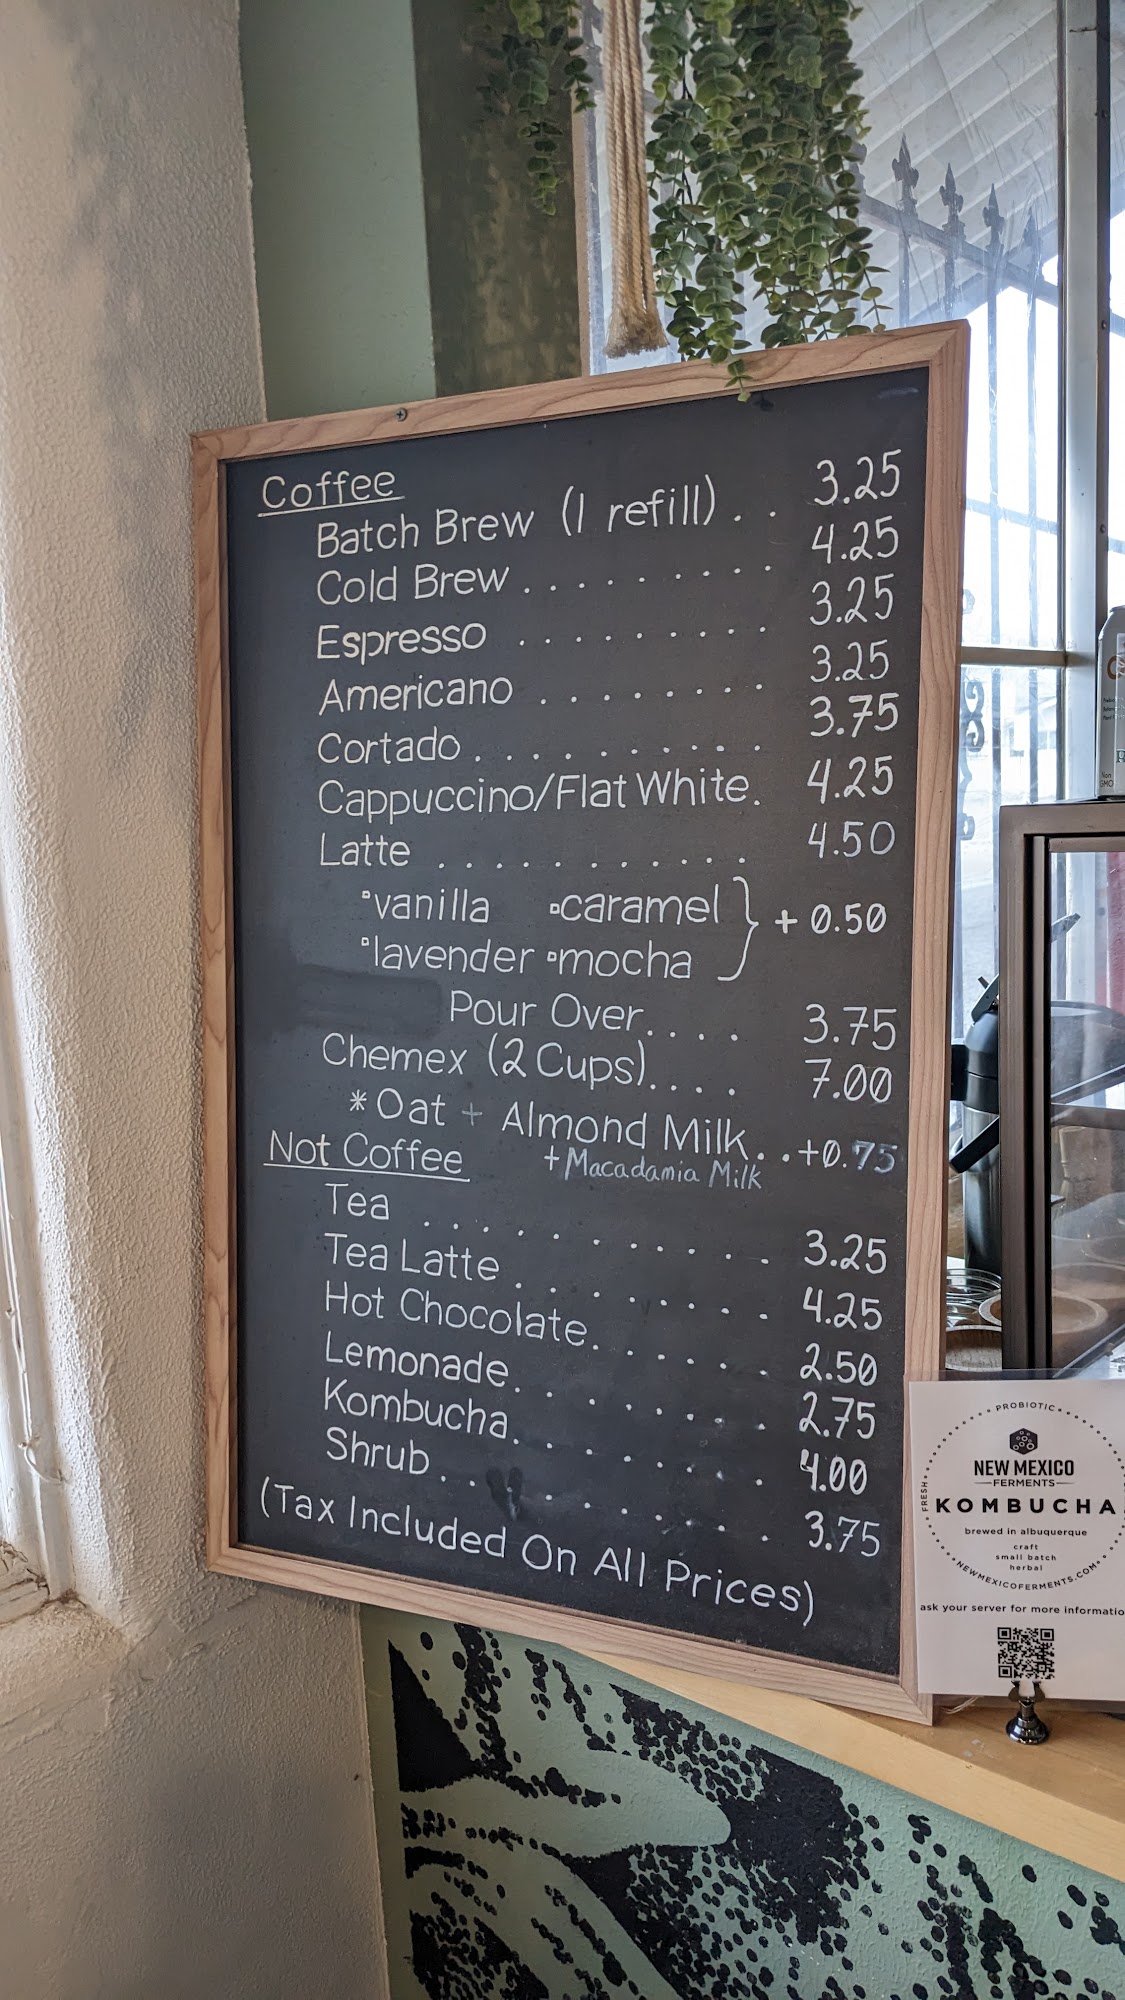 Coffee
Batch Brew (1 refill) . . 3.25
Cold Brew . . . . . . . . . 4.25
Espresso . . . . . . . . . 3.25
Americano . . . . . . . . 3.25
Cortado . . . . . . . . . . . 3.75
Cappuccino/Flat White. 4.25
Latte . . . . . . . . . . . . 4.50
▫vanilla ▫caramel } + 0.50
▫lavender ▫mocha
Pour Over. . . . 3.75
Chemex (2 Cups). . . . 7.00
*Oat + Almond Milk. . . +0.75
+Macadamia Milk
Not Coffee
Tea . . . . . . . . . . . . . 3.25
Tea Latte . . . . . . . . . 4.25
Hot Chocolate. . . . . . . 2.50
Lemonade. . . . . . . . . 2.75
Kombucha. . . . . . . . . 4.00
Shrub. . . . . . . . . . . . 3.75
(Tax Included On All Prices)
PROBIOTIC
FRESH
NEW MEXICO
FERMENTS
KOMBUCHA
brewed in albuquerque
craft
small batch
herbal
NEWMEXICOFERMENTS.COM
ask your server for more informatio